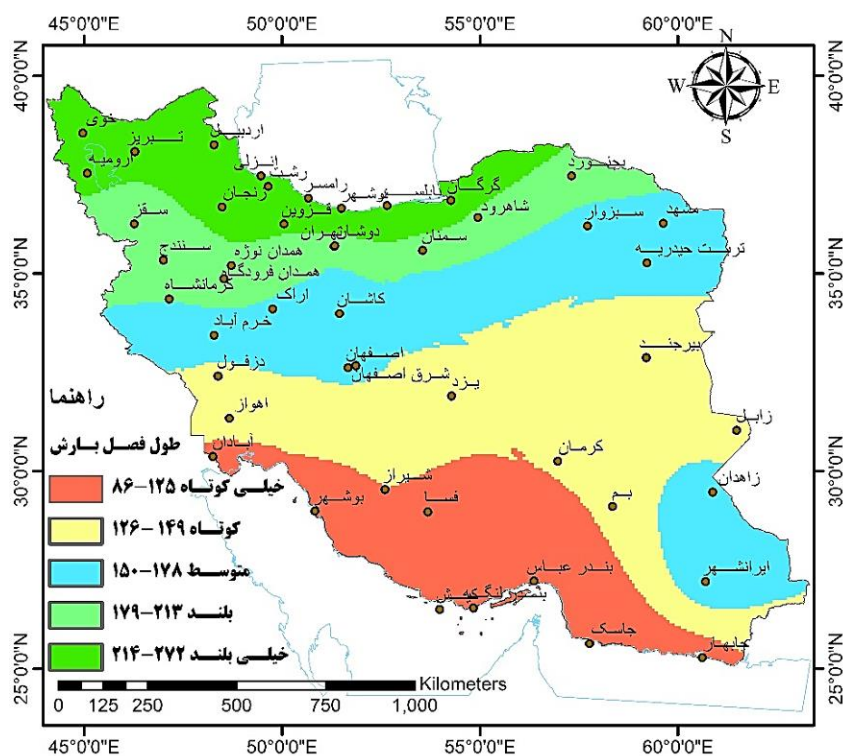 45°0'0"E 50°0'0"E 55°0'0"E 60°0'0"E
N
W E
S
40°0'0"N 40°0'0"N
35°0'0"N 35°0'0"N
30°0'0"N 30°0'0"N
25°0'0"N 25°0'0"N
خوی
تبریز
اردبیل
ارومیه
انزلی
رشت
زنجان
رامسر
قزوین
نوشهر
بابلسر
گرگان
بجنورد
سقز
تهران
دوشان
سمنان
شاهرود
سبزوار
مشهد
سنندج
همدان نوژه
همدان فرودگاه
تربت حیدریه
کرمانشاه
اراک
کاشان
خرم آباد
اصفهان
شرق اصفهان
بیرجند
دزفول
یزد
اهواز
زابل
آبادان
کرمان
زاهدان
شیراز
بوشهر
فسا
بم
بندر عباس
ایرانشهر
کیش
جاسک
چابهار
راهنما
طول فصل بارش
خیلی کوتاه ۱۲۵-۸۶
کوتاه ۱۴۹-۱۲۶
متوسط ۱۷۸-۱۵۰
بلند ۲۱۳-۱۷۹
خیلی بلند ۲۷۲-۲۱۴
Kilometers
0 125 250 500 750 1,000
45°0'0"E 50°0'0"E 55°0'0"E 60°0'0"E